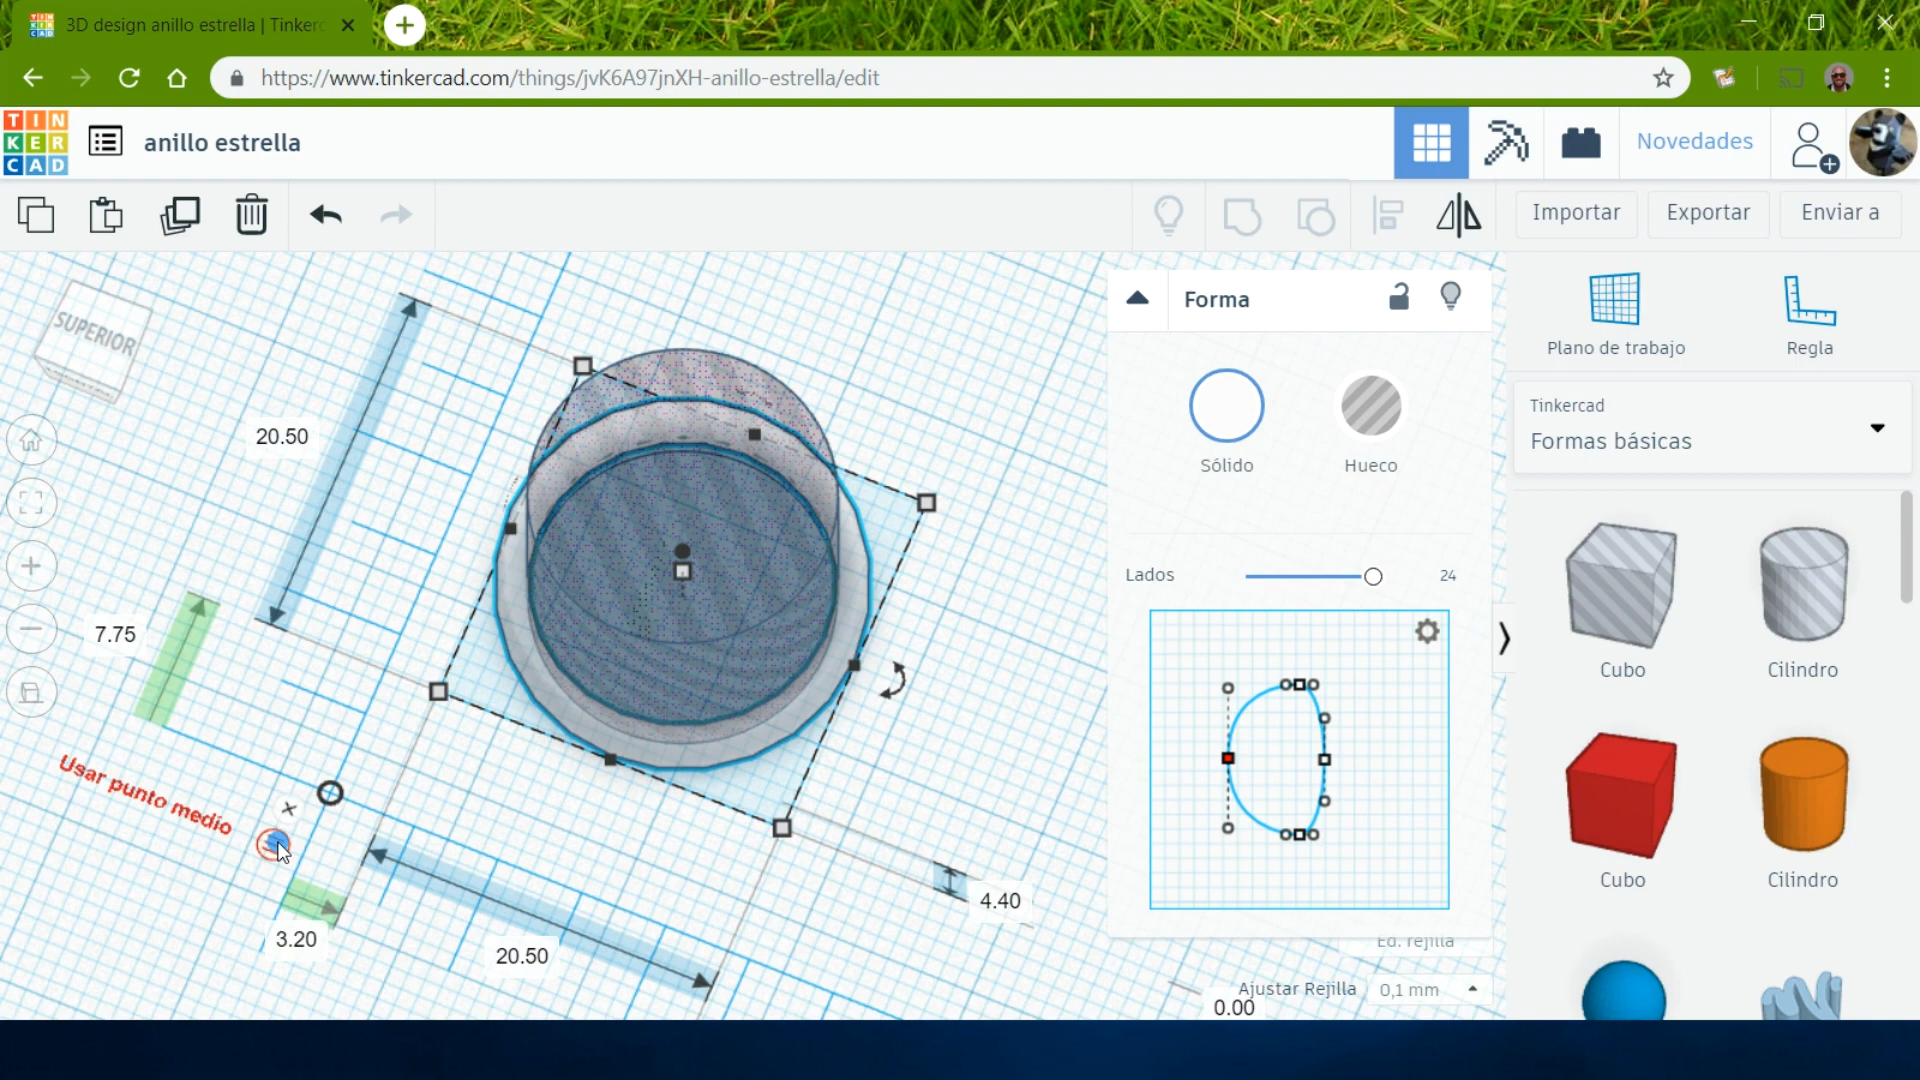 3D design anillo estrella | Tinkerc
https://www.tinkercad.com/things/jvK6A97jnXH-anillo-estrella/edit
TIN
KER
CAD
anillo estrella
Novedades
Importar
Exportar
Enviar a
SUPERIOR
20.50
7.75
Usar punto medio
3.20
20.50
4.40
0.00
Forma
Sólido
Hueco
Lados
24
Ed. rejilla
Ajustar Rejilla
0,1 mm
Plano de trabajo
Regla
Tinkercad
Formas básicas
Cubo
Cilindro
Cubo
Cilindro